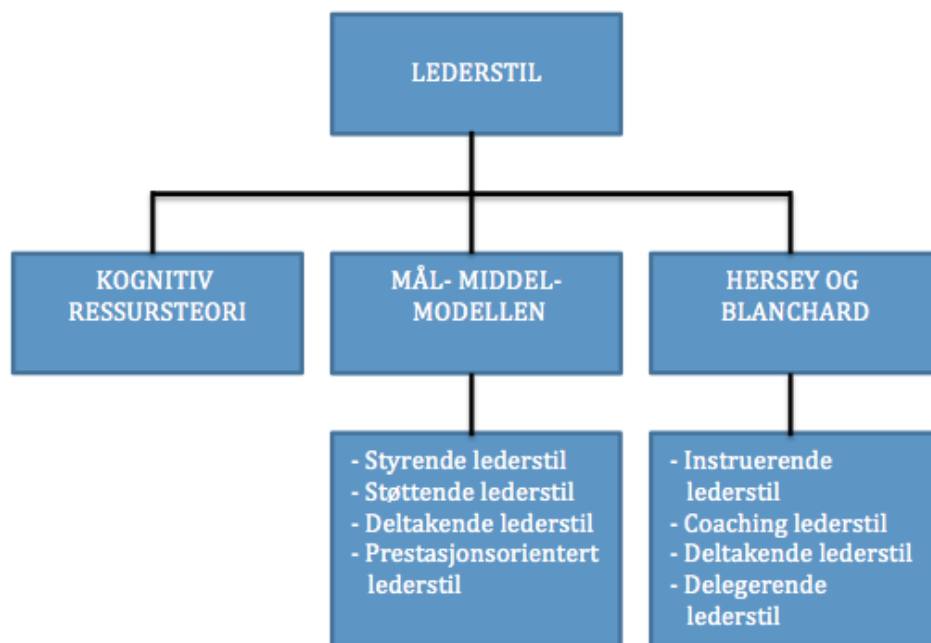 LEDERSTIL
KOGNITIV
RESSURSTEORI
MÅL- MIDDEL-
MODELLEN
HERSEY OG
BLANCHARD
- Styrende lederstil
- Støttende lederstil
- Deltakende lederstil
- Prestasjonsorientert
lederstil
- Instruerende
lederstil
- Coaching lederstil
- Deltakende lederstil
- Delegerende
lederstil